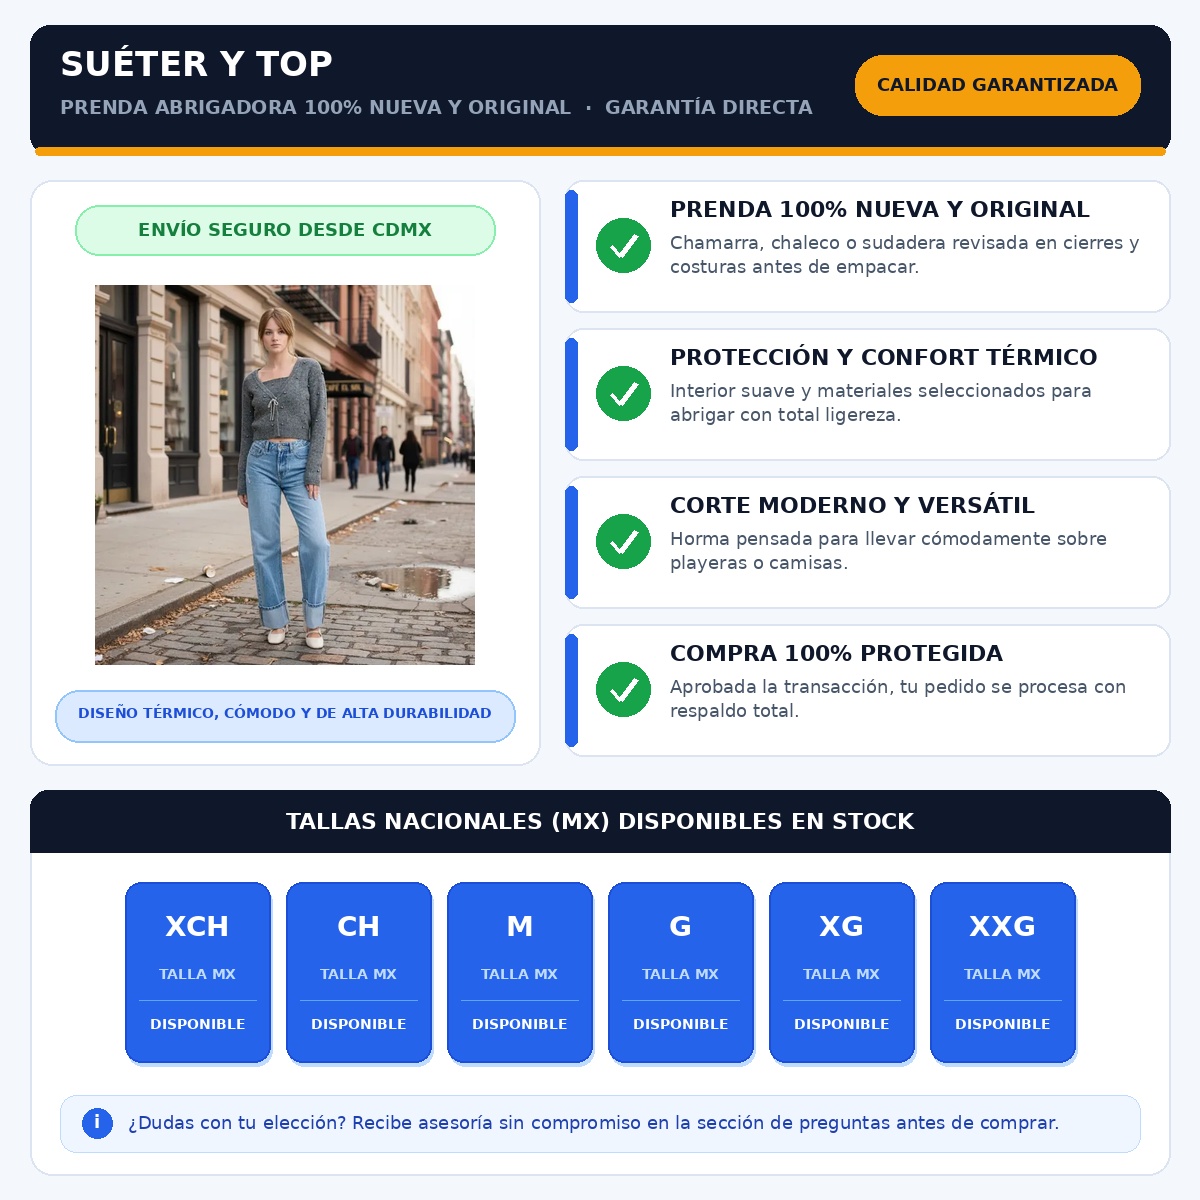 SUÉTER Y TOP
PRENDA ABRIGADORA 100% NUEVA Y ORIGINAL · GARANTÍA DIRECTA
CALIDAD GARANTIZADA
ENVÍO SEGURO DESDE CDMX
DISEÑO TÉRMICO, CÓMODO Y DE ALTA DURABILIDAD
PRENDA 100% NUEVA Y ORIGINAL
Chamarra, chaleco o sudadera revisada en cierres y
costuras antes de empacar.
PROTECCIÓN Y CONFORT TÉRMICO
Interior suave y materiales seleccionados para
abrigar con total ligereza.
CORTE MODERNO Y VERSÁTIL
Horma pensada para llevar cómodamente sobre
playeras o camisas.
COMPRA 100% PROTEGIDA
Aprobada la transacción, tu pedido se procesa con
respaldo total.
TALLAS NACIONALES (MX) DISPONIBLES EN STOCK
XCH
TALLA MX
DISPONIBLE
CH
TALLA MX
DISPONIBLE
M
TALLA MX
DISPONIBLE
G
TALLA MX
DISPONIBLE
XG
TALLA MX
DISPONIBLE
XXG
TALLA MX
DISPONIBLE
i
¿Dudas con tu elección? Recibe asesoría sin compromiso en la sección de preguntas antes de comprar.